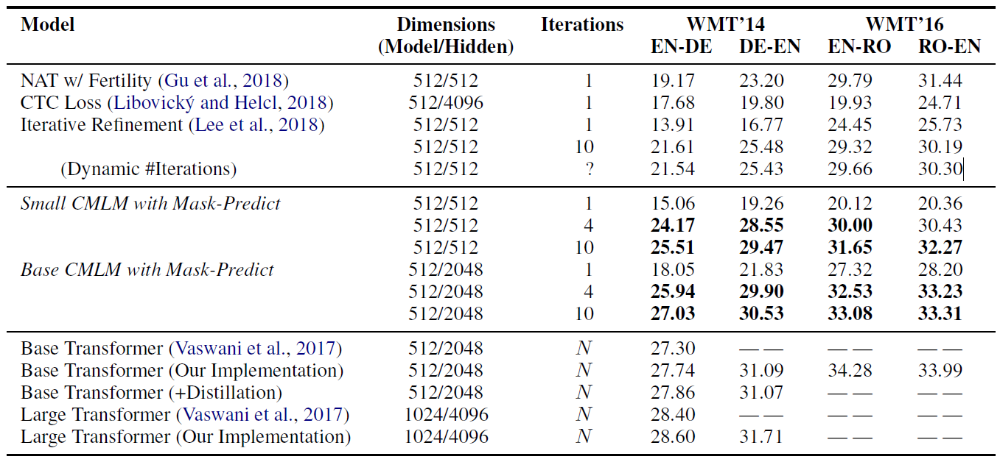 Model Dimensions Iterations WMT’14 WMT’16
(Model/Hidden) EN-DE DE-EN EN-RO RO-EN
NAT w/ Fertility (Gu et al., 2018) 512/512 1 19.17 23.20 29.79 31.44
CTC Loss (Libovický and Helcl, 2018) 512/4096 1 17.68 19.80 19.93 24.71
Iterative Refinement (Lee et al., 2018) 512/512 1 13.91 16.77 24.45 25.73
512/512 10 21.61 25.48 29.32 30.19
(Dynamic #Iterations) 512/512 ? 21.54 25.43 29.66 30.30
Small CMLM with Mask-Predict 512/512 1 15.06 19.26 20.12 20.36
512/512 4 24.17 28.55 30.00 30.43
512/512 10 25.51 29.47 31.65 32.27
Base CMLM with Mask-Predict 512/2048 1 18.05 21.83 27.32 28.20
512/2048 4 25.94 29.90 32.53 33.23
512/2048 10 27.03 30.53 33.08 33.31
Base Transformer (Vaswani et al., 2017) 512/2048 N 27.30 —— —— ——
Base Transformer (Our Implementation) 512/2048 N 27.74 31.09 34.28 33.99
Base Transformer (+Distillation) 512/2048 N 27.86 31.07 —— ——
Large Transformer (Vaswani et al., 2017) 1024/4096 N 28.40 —— —— ——
Large Transformer (Our Implementation) 1024/4096 N 28.60 31.71 —— ——